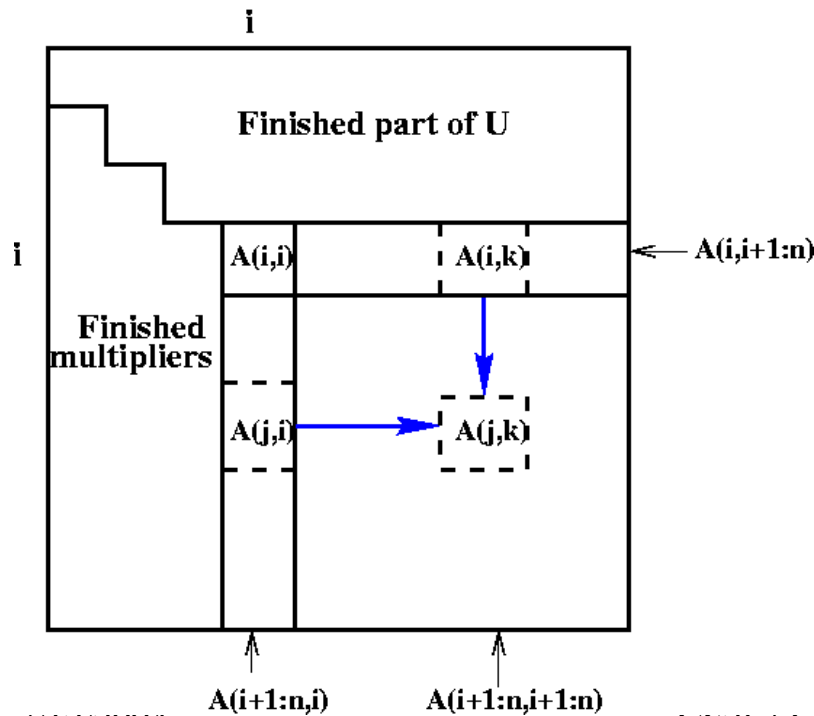 i
Finished part of U
i
A(i,i)
A(i,k)
A(i,i+1:n)
Finished
multipliers
A(j,i)
A(j,k)
A(i+1:n,i)
A(i+1:n,i+1:n)